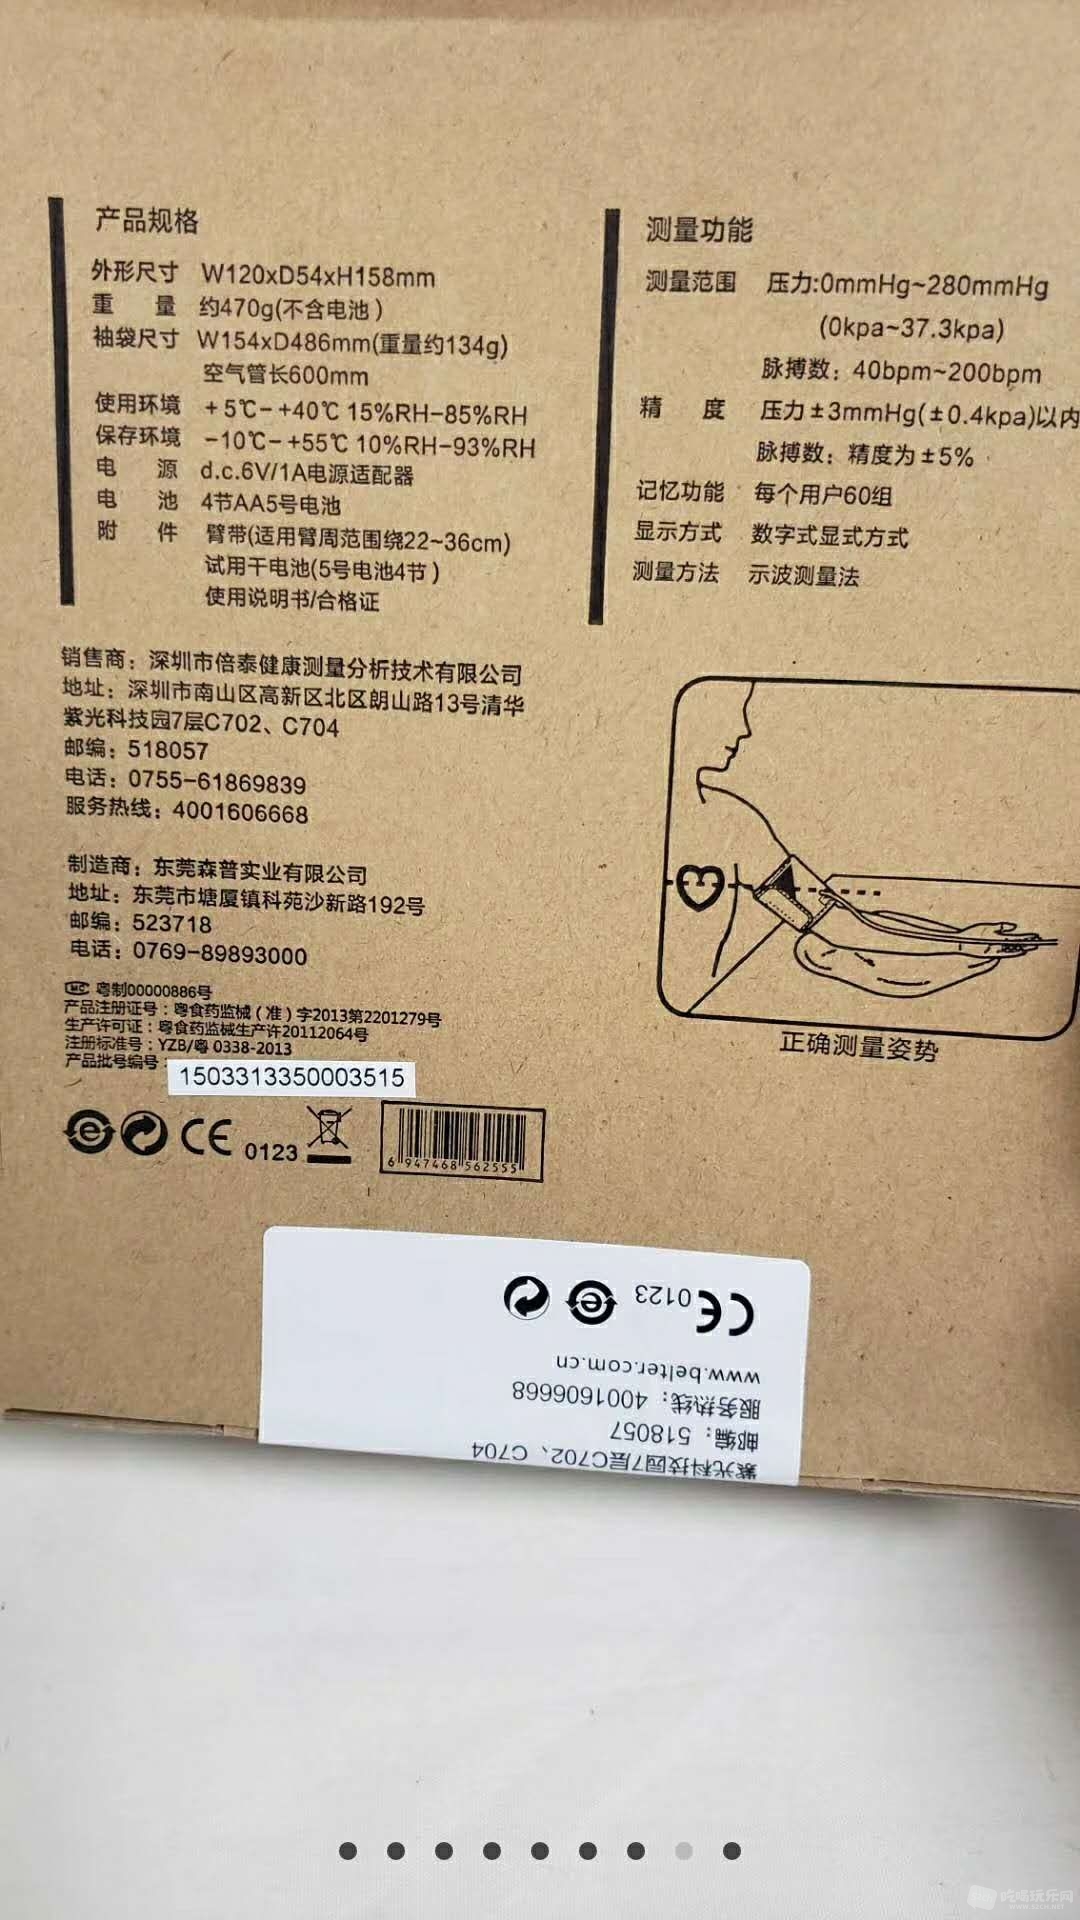 产品规格
外形尺寸 W120xD54xH158mm
重 量 约470g(不含电池)
袖袋尺寸 W154xD486mm(重量约134g)
空气管长600mm
使用环境 +5℃-+40℃ 15%RH-85%RH
保存环境 -10℃-+55℃ 10%RH-93%RH
电 源 d.c.6V/1A电源适配器
电 池 4节AA5号电池
附 件 臂带(适用臂周范围绕22~36cm)
试用干电池(5号电池4节)
使用说明书/合格证
测量功能
测量范围 压力:0mmHg~280mmHg
(0kpa~37.3kpa)
脉搏数：40bpm~200bpm
精 度 压力±3mmHg(±0.4kpa)以内
脉搏数：精度为±5%
记忆功能 每个用户60组
显示方式 数字式显式方式
测量方法 示波测量法
销售商：深圳市倍泰健康测量分析技术有限公司
地址：深圳市南山区高新区北区朗山路13号清华
紫光科技园7层C702、C704
邮编：518057
电话：0755-61869839
服务热线：4001606668
制造商：东莞森普实业有限公司
地址：东莞市塘厦镇科苑沙新路192号
邮编：523718
电话：0769-89893000
MC 粤制00000886号
产品注册证号：粤食药监械（准）字2013第2201279号
生产许可证：粤食药监械生产许20112064号
注册标准号：YZB/粤 0338-2013
产品批号编号：
1503313350003515
正确测量姿势
e CE 0123
6 947468 562555
CE 0123 e
www.belter.com.cn
服务热线：4001606668
邮编：518057
紫光科技园7层C702、C704
吃喝玩乐网